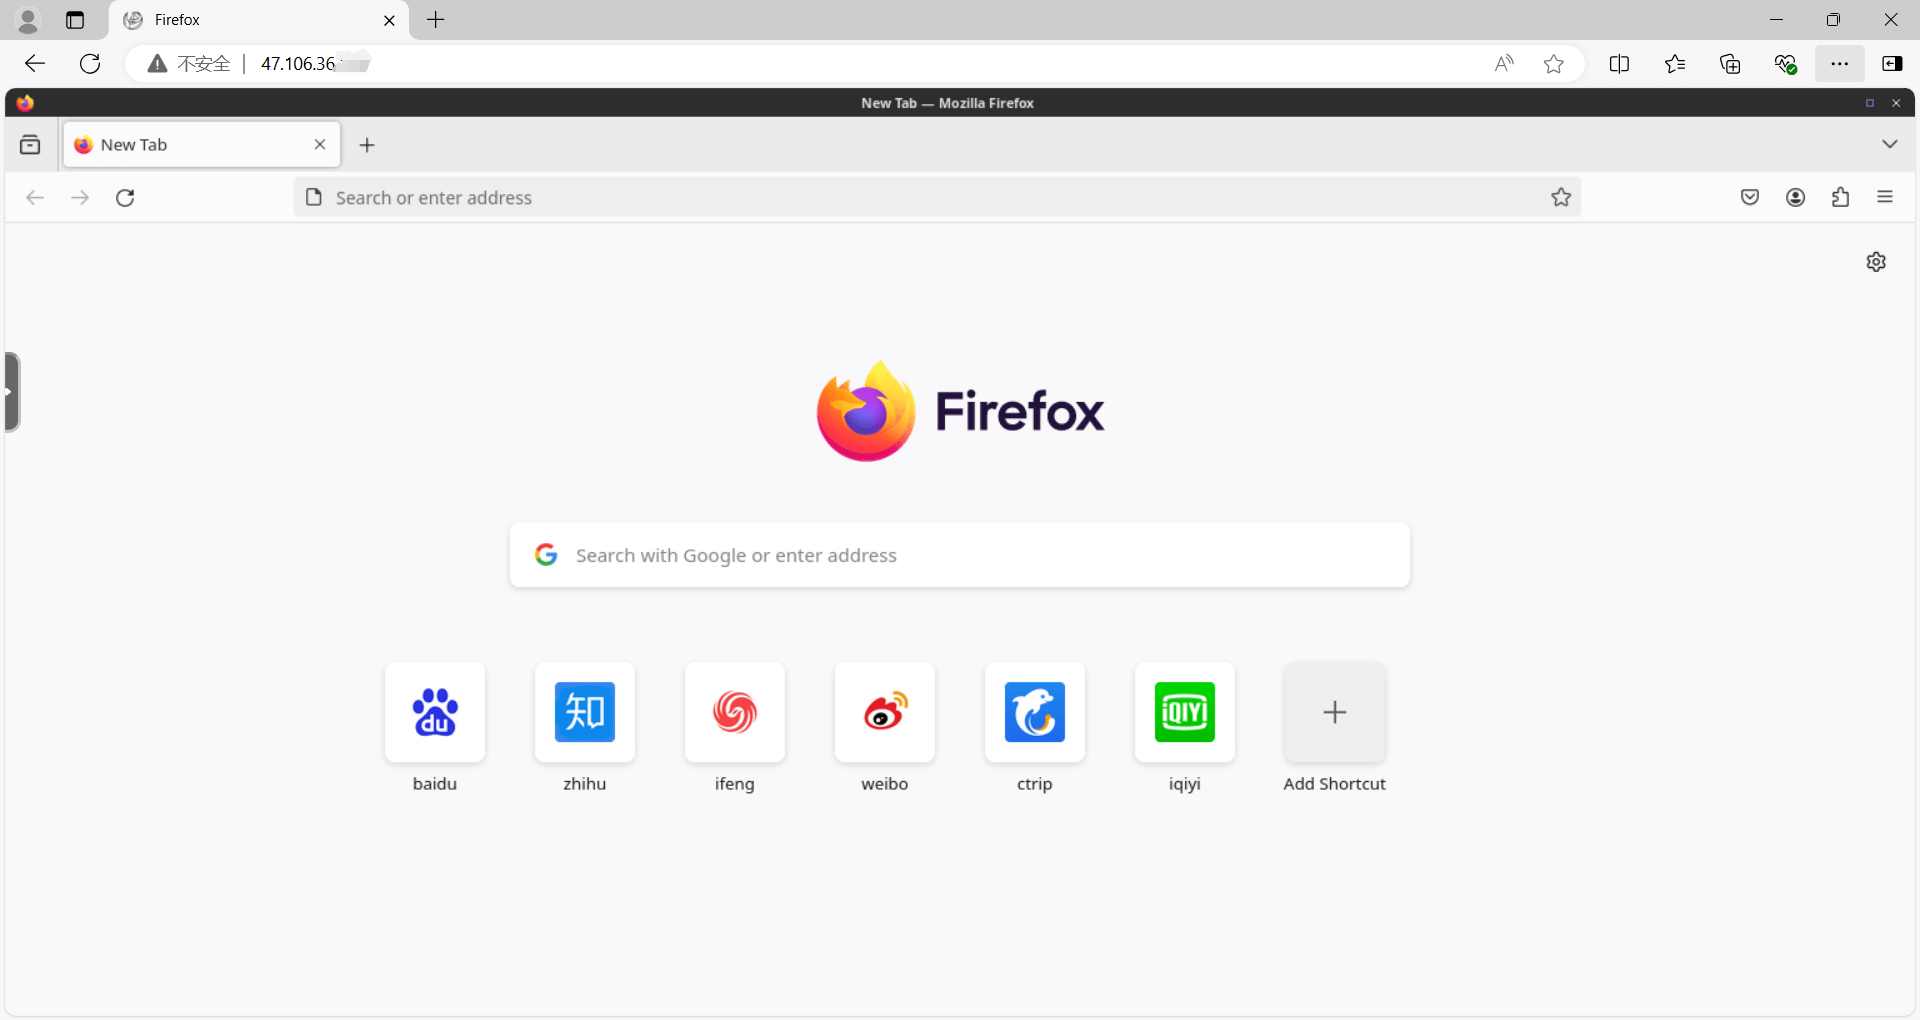 Firefox
不安全 47.106.36.
New Tab — Mozilla Firefox
New Tab
Search or enter address
Firefox
Search with Google or enter address
du
知
iQIYI
baidu
zhihu
ifeng
weibo
ctrip
iqiyi
Add Shortcut